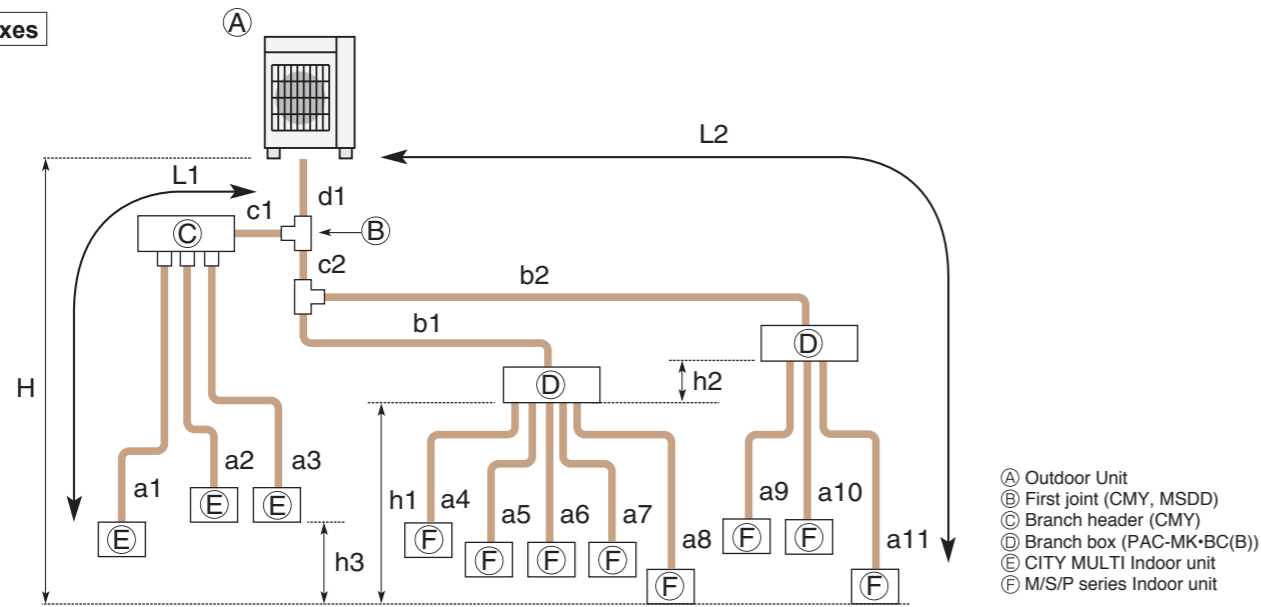 xes
Ⓐ
L2
L1
d1
c1
Ⓒ
Ⓑ
c2
b2
b1
Ⓓ
Ⓓ
h2
H
a1
a2
a3
h1
a4
a5
a6
a7
a8
a9
a10
a11
Ⓔ
Ⓔ
Ⓔ
h3
Ⓕ
Ⓕ
Ⓕ
Ⓕ
Ⓕ
Ⓕ
Ⓕ
Ⓕ
Ⓐ Outdoor Unit
Ⓑ First joint (CMY, MSDD)
Ⓒ Branch header (CMY)
Ⓓ Branch box (PAC-MK•BC(B))
Ⓔ CITY MULTI Indoor unit
Ⓕ M/S/P series Indoor unit